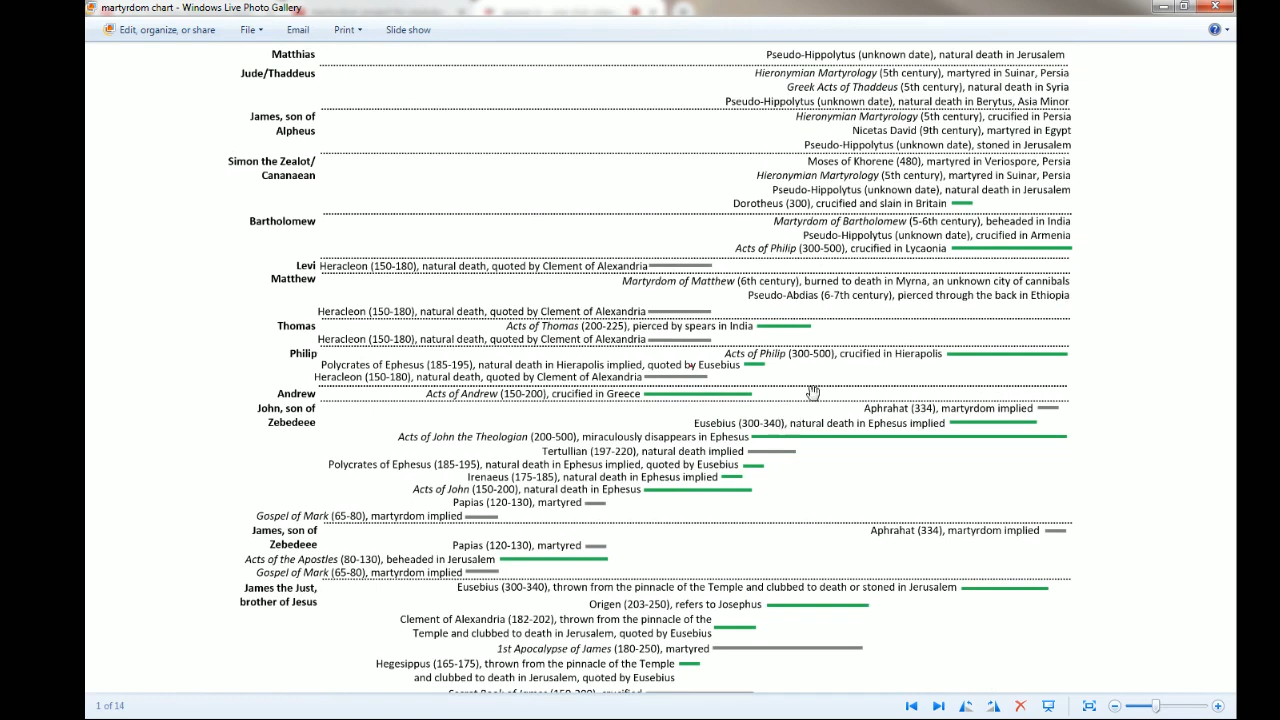 martyrdom chart - Windows Live Photo Gallery
Edit, organize, or share File Email Print Slide show
Matthias Pseudo-Hippolytus (unknown date), natural death in Jerusalem
Jude/Thaddeus Hieronymian Martyrology (5th century), martyred in Suinar, Persia
Greek Acts of Thaddeus (5th century), natural death in Syria
Pseudo-Hippolytus (unknown date), natural death in Berytus, Asia Minor
James, son of Hieronymian Martyrology (5th century), crucified in Persia
Alpheus Nicetas David (9th century), martyred in Egypt
Pseudo-Hippolytus (unknown date), stoned in Jerusalem
Simon the Zealot/ Moses of Khorene (480), martyred in Veriospore, Persia
Cananaean Hieronymian Martyrology (5th century), martyred in Suinar, Persia
Pseudo-Hippolytus (unknown date), natural death in Jerusalem
Dorotheus (300), crucified and slain in Britain
Bartholomew Martyrdom of Bartholomew (5-6th century), beheaded in India
Pseudo-Hippolytus (unknown date), crucified in Armenia
Acts of Philip (300-500), crucified in Lycaonia
Levi Heracleon (150-180), natural death, quoted by Clement of Alexandria
Matthew Martyrdom of Matthew (6th century), burned to death in Myrna, an unknown city of cannibals
Pseudo-Abdias (6-7th century), pierced through the back in Ethiopia
Heracleon (150-180), natural death, quoted by Clement of Alexandria
Thomas Acts of Thomas (200-225), pierced by spears in India
Heracleon (150-180), natural death, quoted by Clement of Alexandria
Philip Acts of Philip (300-500), crucified in Hierapolis
Polycrates of Ephesus (185-195), natural death in Hierapolis implied, quoted by Eusebius
Heracleon (150-180), natural death, quoted by Clement of Alexandria
Andrew Acts of Andrew (150-200), crucified in Greece
John, son of Aphrahat (334), martyrdom implied
Zebedeee Eusebius (300-340), natural death in Ephesus implied
Acts of John the Theologian (200-500), miraculously disappears in Ephesus
Tertullian (197-220), natural death implied
Polycrates of Ephesus (185-195), natural death in Ephesus implied, quoted by Eusebius
Irenaeus (175-185), natural death in Ephesus implied
Acts of John (150-200), natural death in Ephesus
Papias (120-130), martyred
Gospel of Mark (65-80), martyrdom implied
James, son of Aphrahat (334), martyrdom implied
Zebedeee Papias (120-130), martyred
Acts of the Apostles (80-130), beheaded in Jerusalem
Gospel of Mark (65-80), martyrdom implied
James the Just, Eusebius (300-340), thrown from the pinnacle of the Temple and clubbed to death or stoned in Jerusalem
brother of Jesus Origen (203-250), refers to Josephus
Clement of Alexandria (182-202), thrown from the pinnacle of the
Temple and clubbed to death in Jerusalem, quoted by Eusebius
1st Apocalypse of James (180-250), martyred
Hegesippus (165-175), thrown from the pinnacle of the Temple
and clubbed to death in Jerusalem, quoted by Eusebius
1 of 14